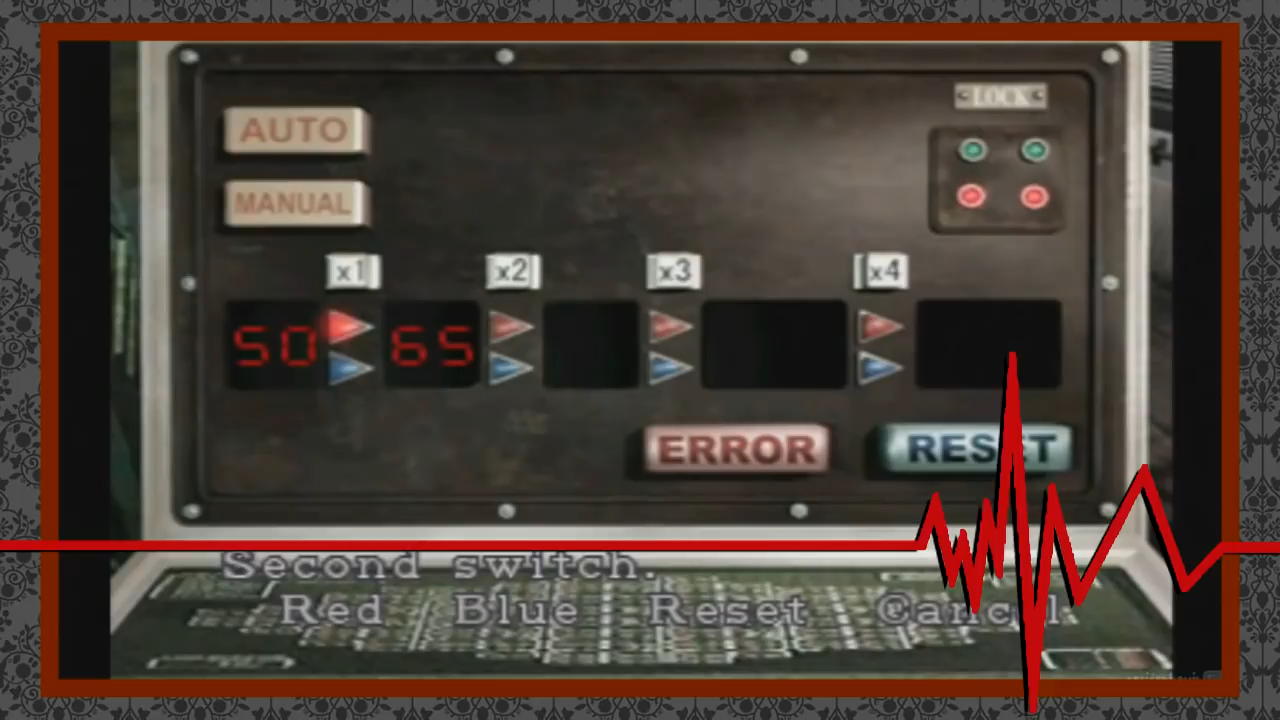 LOCK
AUTO
MANUAL
x1 x2 x3 x4
50 65
ERROR RESET
Second switch.
Red Blue Reset Cancel